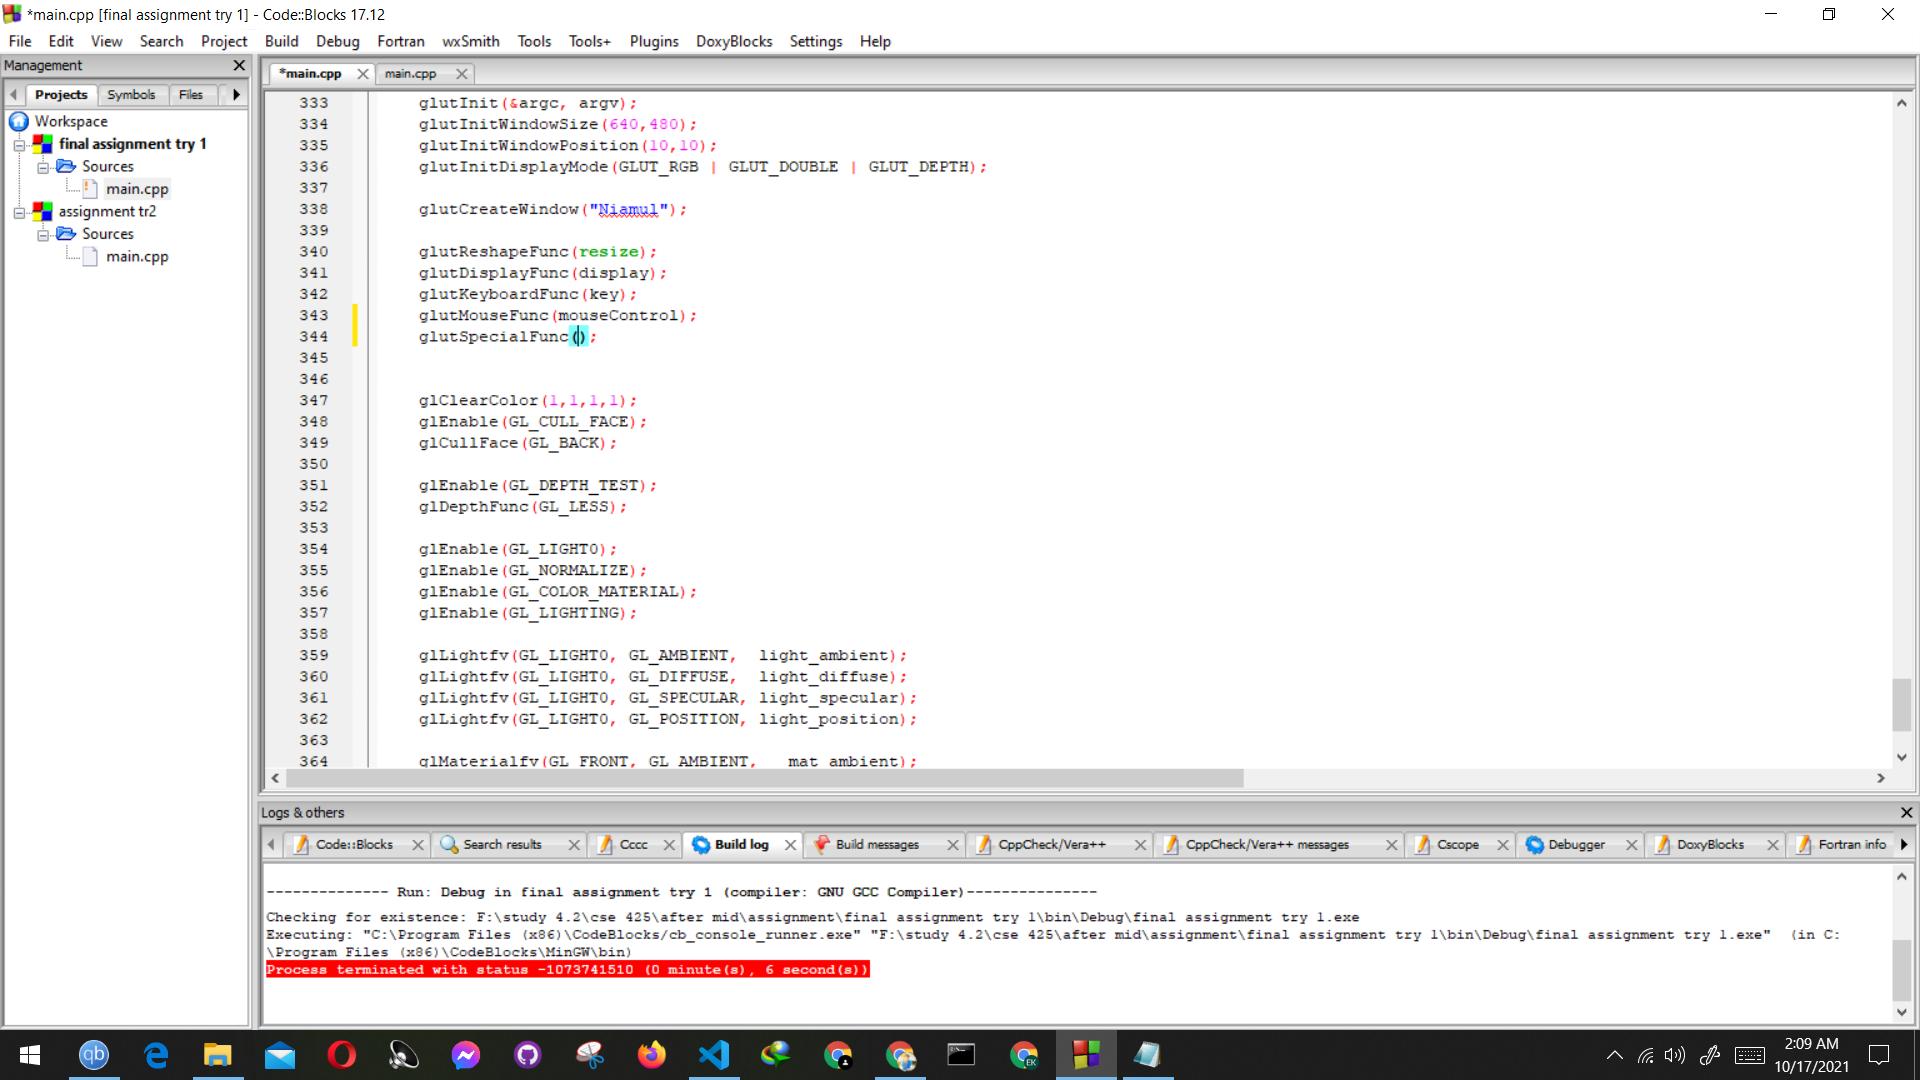 *main.cpp [final assignment try 1] - Code::Blocks 17.12
File Edit View Search Project Build Debug Fortran wxSmith Tools Tools+ Plugins DoxyBlocks Settings Help
Management
Projects Symbols Files
Workspace
final assignment try 1
Sources
main.cpp
assignment tr2
Sources
main.cpp
*main.cpp main.cpp
333 glutInit(&argc, argv);
334 glutInitWindowSize(640,480);
335 glutInitWindowPosition(10,10);
336 glutInitDisplayMode(GLUT_RGB | GLUT_DOUBLE | GLUT_DEPTH);
337
338 glutCreateWindow("Niamul");
339
340 glutReshapeFunc(resize);
341 glutDisplayFunc(display);
342 glutKeyboardFunc(key);
343 glutMouseFunc(mouseControl);
344 glutSpecialFunc();
345
346
347 glClearColor(1,1,1,1);
348 glEnable(GL_CULL_FACE);
349 glCullFace(GL_BACK);
350
351 glEnable(GL_DEPTH_TEST);
352 glDepthFunc(GL_LESS);
353
354 glEnable(GL_LIGHT0);
355 glEnable(GL_NORMALIZE);
356 glEnable(GL_COLOR_MATERIAL);
357 glEnable(GL_LIGHTING);
358
359 glLightfv(GL_LIGHT0, GL_AMBIENT, light_ambient);
360 glLightfv(GL_LIGHT0, GL_DIFFUSE, light_diffuse);
361 glLightfv(GL_LIGHT0, GL_SPECULAR, light_specular);
362 glLightfv(GL_LIGHT0, GL_POSITION, light_position);
363
364 glMaterialfv(GL_FRONT, GL_AMBIENT, mat_ambient);
Logs & others
Code::Blocks Search results Cccc Build log Build messages CppCheck/Vera++ CppCheck/Vera++ messages Cscope Debugger DoxyBlocks Fortran info
-------------- Run: Debug in final assignment try 1 (compiler: GNU GCC Compiler)---------------
Checking for existence: F:\study 4.2\cse 425\after mid\assignment\final assignment try 1\bin\Debug\final assignment try 1.exe
Executing: "C:\Program Files (x86)\CodeBlocks/cb_console_runner.exe" "F:\study 4.2\cse 425\after mid\assignment\final assignment try 1\bin\Debug\final assignment try 1.exe"  (in C:
\Program Files (x86)\CodeBlocks\MinGW\bin)
Process terminated with status -1073741510 (0 minute(s), 6 second(s))
qb
EK
2:09 AM
10/17/2021